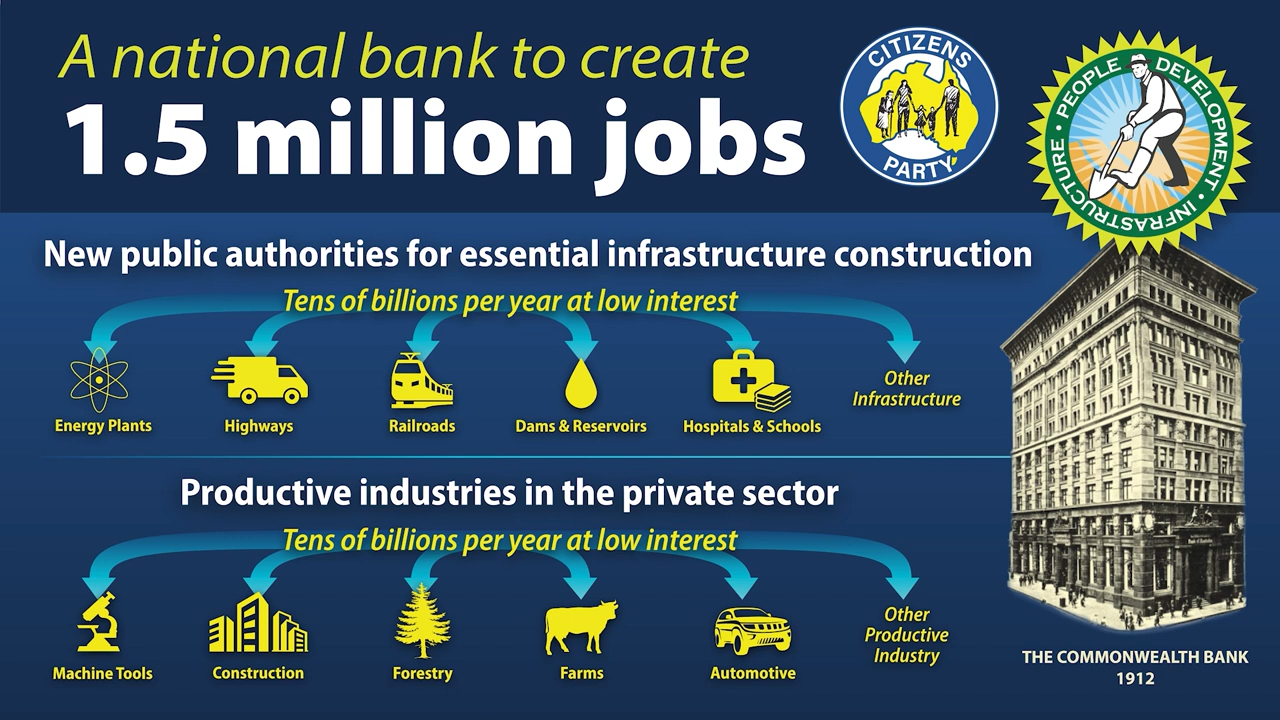 A national bank to create
1.5 million jobs
CITIZENS
PARTY
PEOPLE • DEVELOPMENT • INFRASTRUCTURE •
New public authorities for essential infrastructure construction
Tens of billions per year at low interest
Energy Plants
Highways
Railroads
Dams & Reservoirs
Hospitals & Schools
Other
Infrastructure
Productive industries in the private sector
Tens of billions per year at low interest
Machine Tools
Construction
Forestry
Farms
Automotive
Other
Productive
Industry
THE COMMONWEALTH BANK
1912